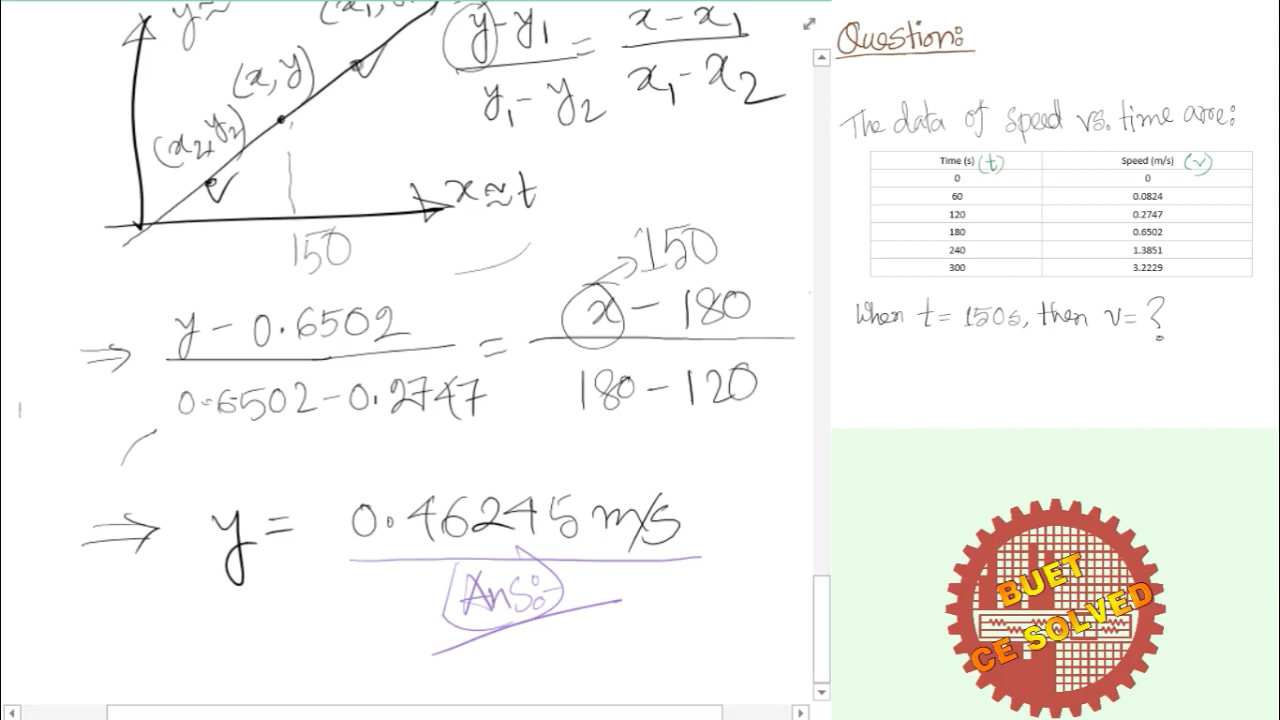 y≈
(x₁,
(x, y)
(x₂, y₂)
x≈t
150
y-y₁ / y₁-y₂ = x-x₁ / x₁-x₂
150
⇒ y-0.6502 / 0.6502-0.2747 = x-180 / 180-120
⇒ y= 0.46245 m/s
Ans:
Question:
The data of speed vs. time are:
Time (s) (t) Speed (m/s) (v)
0 0
60 0.0824
120 0.2747
180 0.6502
240 1.3851
300 3.2229
When t= 150s, then v= ?
BUET
CE SOLVED